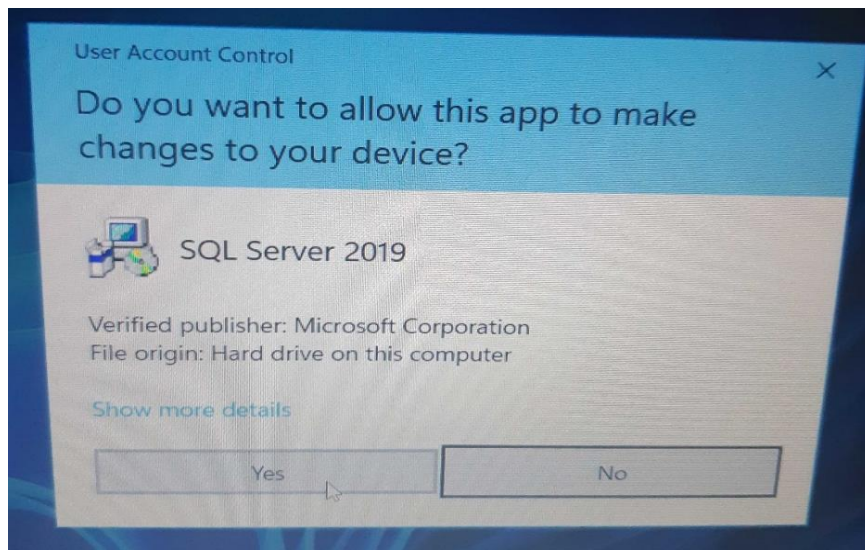 User Account Control
Do you want to allow this app to make
changes to your device?
SQL Server 2019
Verified publisher: Microsoft Corporation
File origin: Hard drive on this computer
Show more details
Yes
No